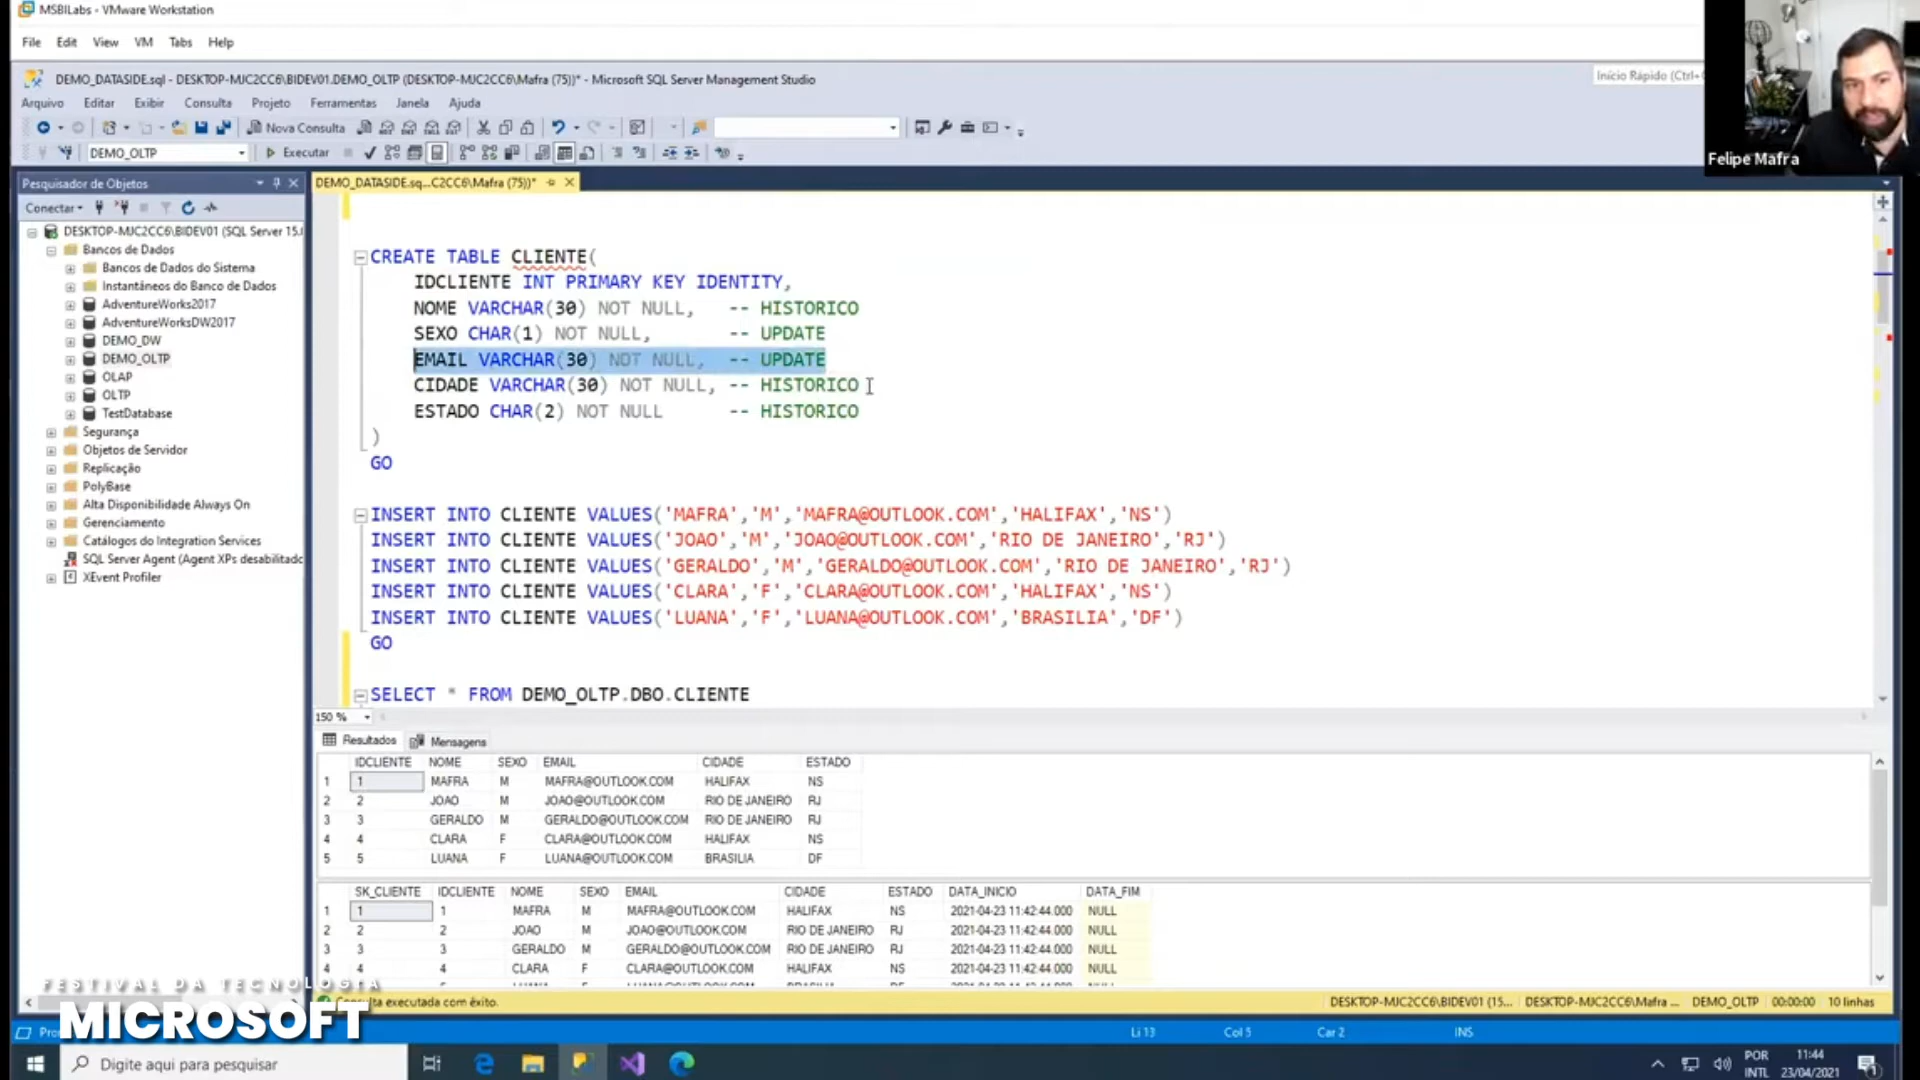 MSBILabs - VMware Workstation
File Edit View VM Tabs Help
DEMO_DATASIDE.sql - DESKTOP-MJC2CC6\BIDEV01.DEMO_OLTP (DESKTOP-MJC2CC6\Mafra (75))* - Microsoft SQL Server Management Studio
Início Rápido (Ctrl+
Arquivo Editar Exibir Consulta Projeto Ferramentas Janela Ajuda
Nova Consulta
DEMO_OLTP Executar
Felipe Mafra
Pesquisador de Objetos
DEMO_DATASIDE.sq...C2CC6\Mafra (75))*
Conectar
DESKTOP-MJC2CC6\BIDEV01 (SQL Server 15.
Bancos de Dados
Bancos de Dados do Sistema
Instantâneos do Banco de Dados
AdventureWorks2017
AdventureWorksDW2017
DEMO_DW
DEMO_OLTP
OLAP
OLTP
TestDatabase
Segurança
Objetos de Servidor
Replicação
PolyBase
Alta Disponibilidade Always On
Gerenciamento
Catálogos do Integration Services
SQL Server Agent (Agent XPs desabilitado
XEvent Profiler
CREATE TABLE CLIENTE(
IDCLIENTE INT PRIMARY KEY IDENTITY,
NOME VARCHAR(30) NOT NULL, -- HISTORICO
SEXO CHAR(1) NOT NULL, -- UPDATE
EMAIL VARCHAR(30) NOT NULL, -- UPDATE
CIDADE VARCHAR(30) NOT NULL, -- HISTORICO
ESTADO CHAR(2) NOT NULL -- HISTORICO
)
GO
INSERT INTO CLIENTE VALUES('MAFRA','M','MAFRA@OUTLOOK.COM','HALIFAX','NS')
INSERT INTO CLIENTE VALUES('JOAO','M','JOAO@OUTLOOK.COM','RIO DE JANEIRO','RJ')
INSERT INTO CLIENTE VALUES('GERALDO','M','GERALDO@OUTLOOK.COM','RIO DE JANEIRO','RJ')
INSERT INTO CLIENTE VALUES('CLARA','F','CLARA@OUTLOOK.COM','HALIFAX','NS')
INSERT INTO CLIENTE VALUES('LUANA','F','LUANA@OUTLOOK.COM','BRASILIA','DF')
GO
SELECT * FROM DEMO_OLTP.DBO.CLIENTE
150 %
Resultados Mensagens
IDCLIENTE NOME SEXO EMAIL CIDADE ESTADO
1 1 MAFRA M MAFRA@OUTLOOK.COM HALIFAX NS
2 2 JOAO M JOAO@OUTLOOK.COM RIO DE JANEIRO RJ
3 3 GERALDO M GERALDO@OUTLOOK.COM RIO DE JANEIRO RJ
4 4 CLARA F CLARA@OUTLOOK.COM HALIFAX NS
5 5 LUANA F LUANA@OUTLOOK.COM BRASILIA DF
SK_CLIENTE IDCLIENTE NOME SEXO EMAIL CIDADE ESTADO DATA_INICIO DATA_FIM
1 1 1 MAFRA M MAFRA@OUTLOOK.COM HALIFAX NS 2021-04-23 11:42:44.000 NULL
2 2 2 JOAO M JOAO@OUTLOOK.COM RIO DE JANEIRO RJ 2021-04-23 11:42:44.000 NULL
3 3 3 GERALDO M GERALDO@OUTLOOK.COM RIO DE JANEIRO RJ 2021-04-23 11:42:44.000 NULL
4 4 4 CLARA F CLARA@OUTLOOK.COM HALIFAX NS 2021-04-23 11:42:44.000 NULL
FESTIVAL DA TECNOLOGIA
MICROSOFT
Consulta executada com êxito. DESKTOP-MJC2CC6\BIDEV01 (15... DESKTOP-MJC2CC6\Mafra ... DEMO_OLTP 00:00:00 10 linhas
Li 13 Col 5 Car 2 INS
Digite aqui para pesquisar
POR
INTL
11:44
23/04/2021